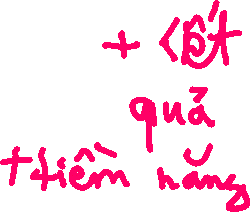 + Kết
quả
tiềm năng